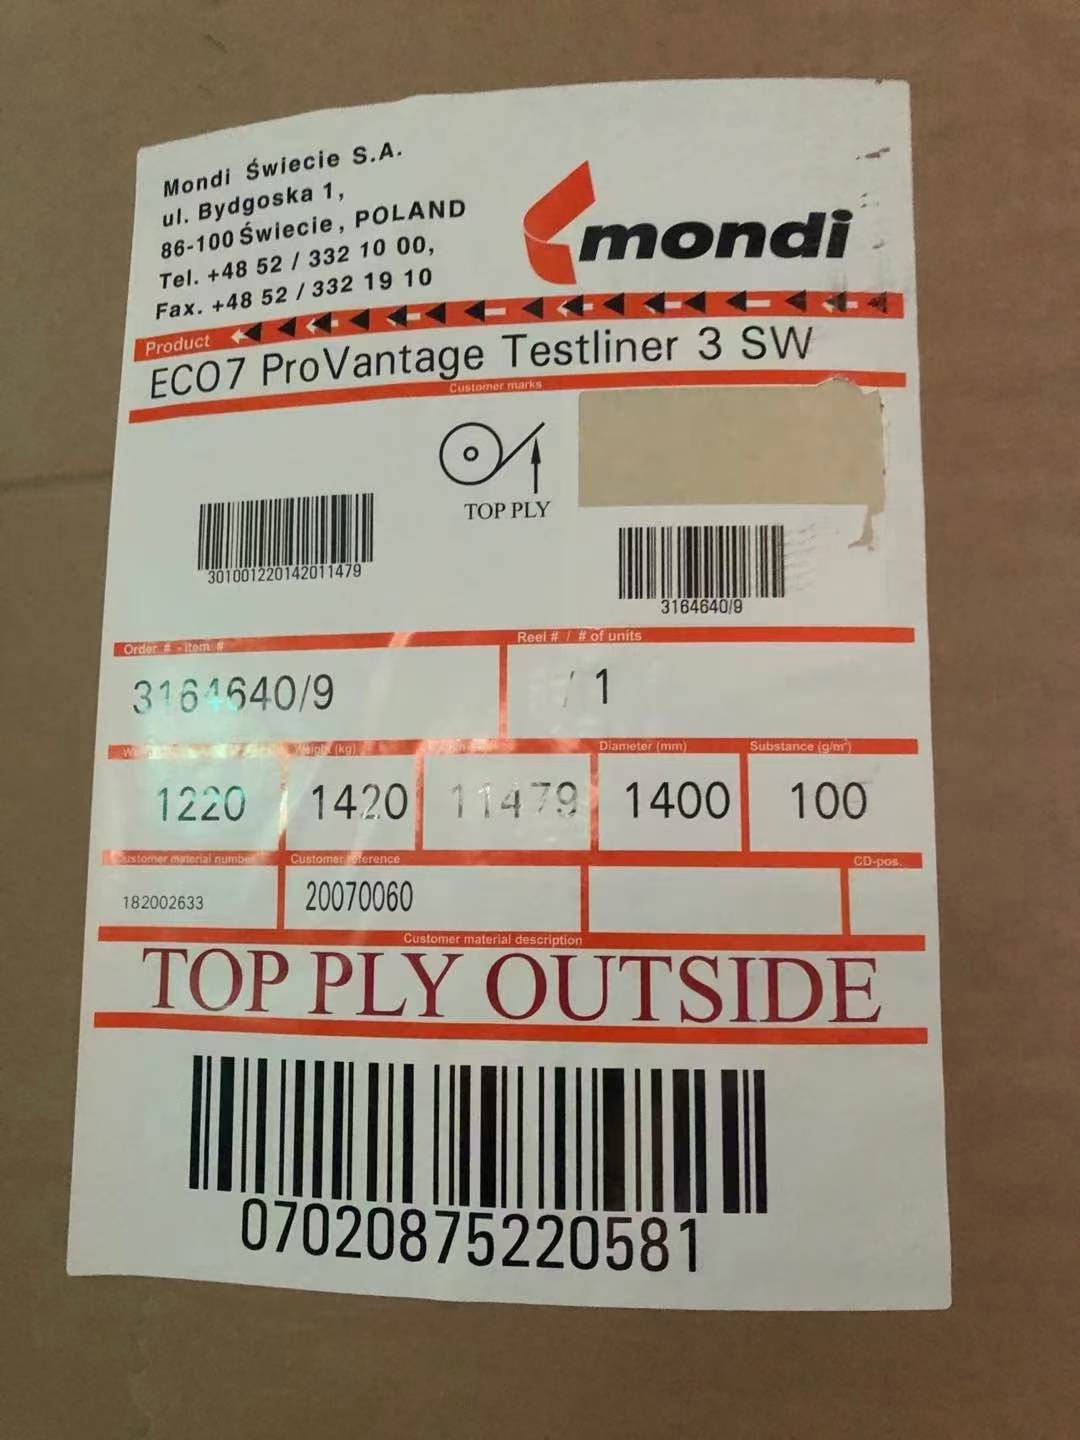 Mondi Świecie S.A.
ul. Bydgoska 1,
86-100 Świecie, POLAND
Tel. +48 52 / 332 10 00,
Fax. +48 52 / 332 19 10
mondi
Product
ECO7 ProVantage Testliner 3 SW
Customer marks
TOP PLY
301001220142011479
3164640/9
Order # - Item #
Reel # / # of units
3164640/9
/ 1
Weight (kg)
Diameter (mm)
Substance (g/m²)
1220
1420
11479
1400
100
Customer material number
Customer reference
CD-pos.
182002633
20070060
Customer material description
TOP PLY OUTSIDE
07020875220581